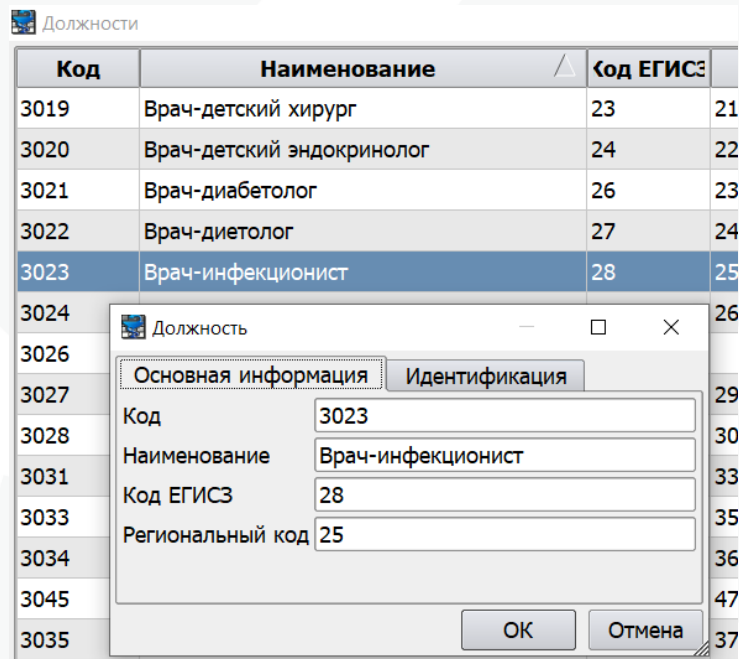 Должности
Код Наименование Код ЕГИСЗ
3019 Врач-детский хирург 23 21
3020 Врач-детский эндокринолог 24 22
3021 Врач-диабетолог 26 23
3022 Врач-диетолог 27 24
3023 Врач-инфекционист 28 25
3024 26
3026
3027 29
3028 30
3031 33
3033 35
3034 36
3045 47
3035 37
Должность
Основная информация Идентификация
Код 3023
Наименование Врач-инфекционист
Код ЕГИСЗ 28
Региональный код 25
ОК Отмена